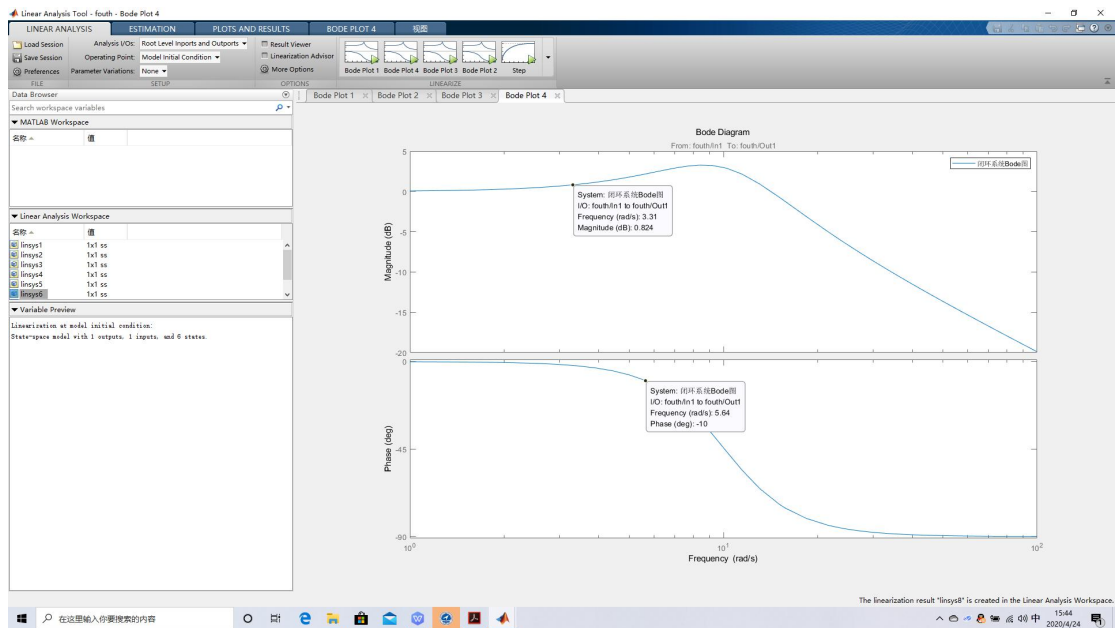 Linear Analysis Tool - fouth - Bode Plot 4
LINEAR ANALYSIS ESTIMATION PLOTS AND RESULTS BODE PLOT 4 视图
Load Session
Save Session
Preferences
FILE
Analysis I/Os: Root Level Inports and Outports
Operating Point: Model Initial Condition
Parameter Variations: None
SETUP
Result Viewer
Linearization Advisor
More Options
OPTIONS
Bode Plot 1 Bode Plot 4 Bode Plot 3 Bode Plot 2 Step
LINEARIZE
Data Browser
Search workspace variables
MATLAB Workspace
名称 值
Linear Analysis Workspace
名称 值
linsys1 1x1 ss
linsys2 1x1 ss
linsys3 1x1 ss
linsys4 1x1 ss
linsys5 1x1 ss
linsys6 1x1 ss
Variable Preview
Linearization at model initial condition:
State-space model with 1 outputs, 1 inputs, and 6 states.
Bode Plot 1 Bode Plot 2 Bode Plot 3 Bode Plot 4
Bode Diagram
From: fouth/In1 To: fouth/Out1
闭环系统Bode图
Magnitude (dB)
5
0
-5
-10
-15
-20
System: 闭环系统Bode图
I/O: fouth/In1 to fouth/Out1
Frequency (rad/s): 3.31
Magnitude (dB): 0.824
Phase (deg)
0
-45
-90
System: 闭环系统Bode图
I/O: fouth/In1 to fouth/Out1
Frequency (rad/s): 5.64
Phase (deg): -10
10^0 10^1 10^2
Frequency (rad/s)
The linearization result "linsys8" is created in the Linear Analysis Workspace.
在这里输入你要搜索的内容
中
15:44
2020/4/24